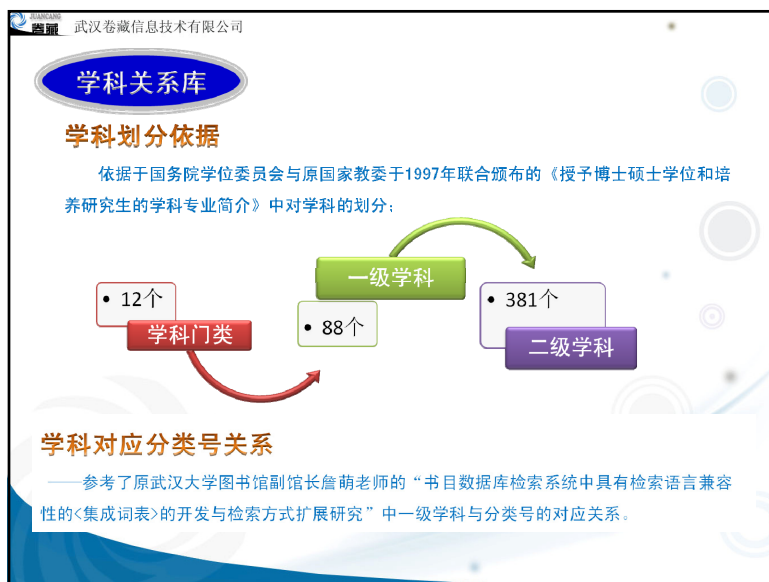 JUANCANG
卷藏 武汉卷藏信息技术有限公司
学科关系库
学科划分依据
依据于国务院学位委员会与原国家教委于1997年联合颁布的《授予博士硕士学位和培
养研究生的学科专业简介》中对学科的划分；
• 12个
学科门类
一级学科
• 88个
• 381个
二级学科
学科对应分类号关系
——参考了原武汉大学图书馆副馆长詹萌老师的“书目数据库检索系统中具有检索语言兼容
性的<集成词表>的开发与检索方式扩展研究”中一级学科与分类号的对应关系。